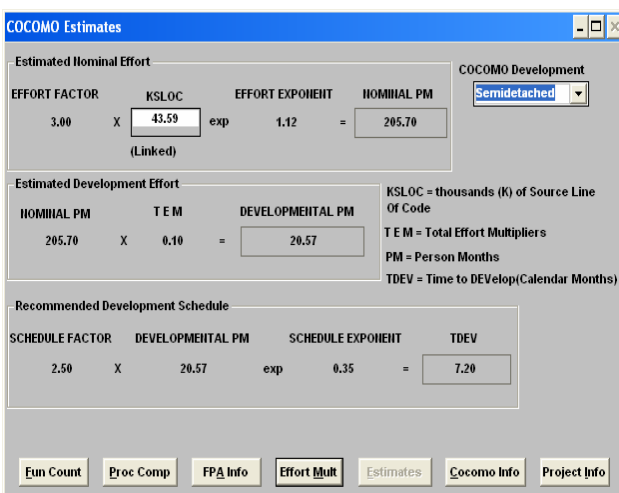 COCOMO Estimates
Estimated Nominal Effort
COCOMO Development
EFFORT FACTOR KSLOC EFFORT EXPONENT NOMINAL PM
Semidetached
3.00 X 43.59 exp 1.12 = 205.70
(Linked)
Estimated Development Effort
KSLOC = thousands (K) of Source Line
Of Code
NOMINAL PM T E M DEVELOPMENTAL PM
T E M = Total Effort Multipliers
205.70 X 0.10 = 20.57
PM = Person Months
TDEV = Time to DEVelop(Calendar Months)
Recommended Development Schedule
SCHEDULE FACTOR DEVELOPMENTAL PM SCHEDULE EXPONENT TDEV
2.50 X 20.57 exp 0.35 = 7.20
Fun Count Proc Comp FPA Info Effort Mult Estimates Cocomo Info Project Info